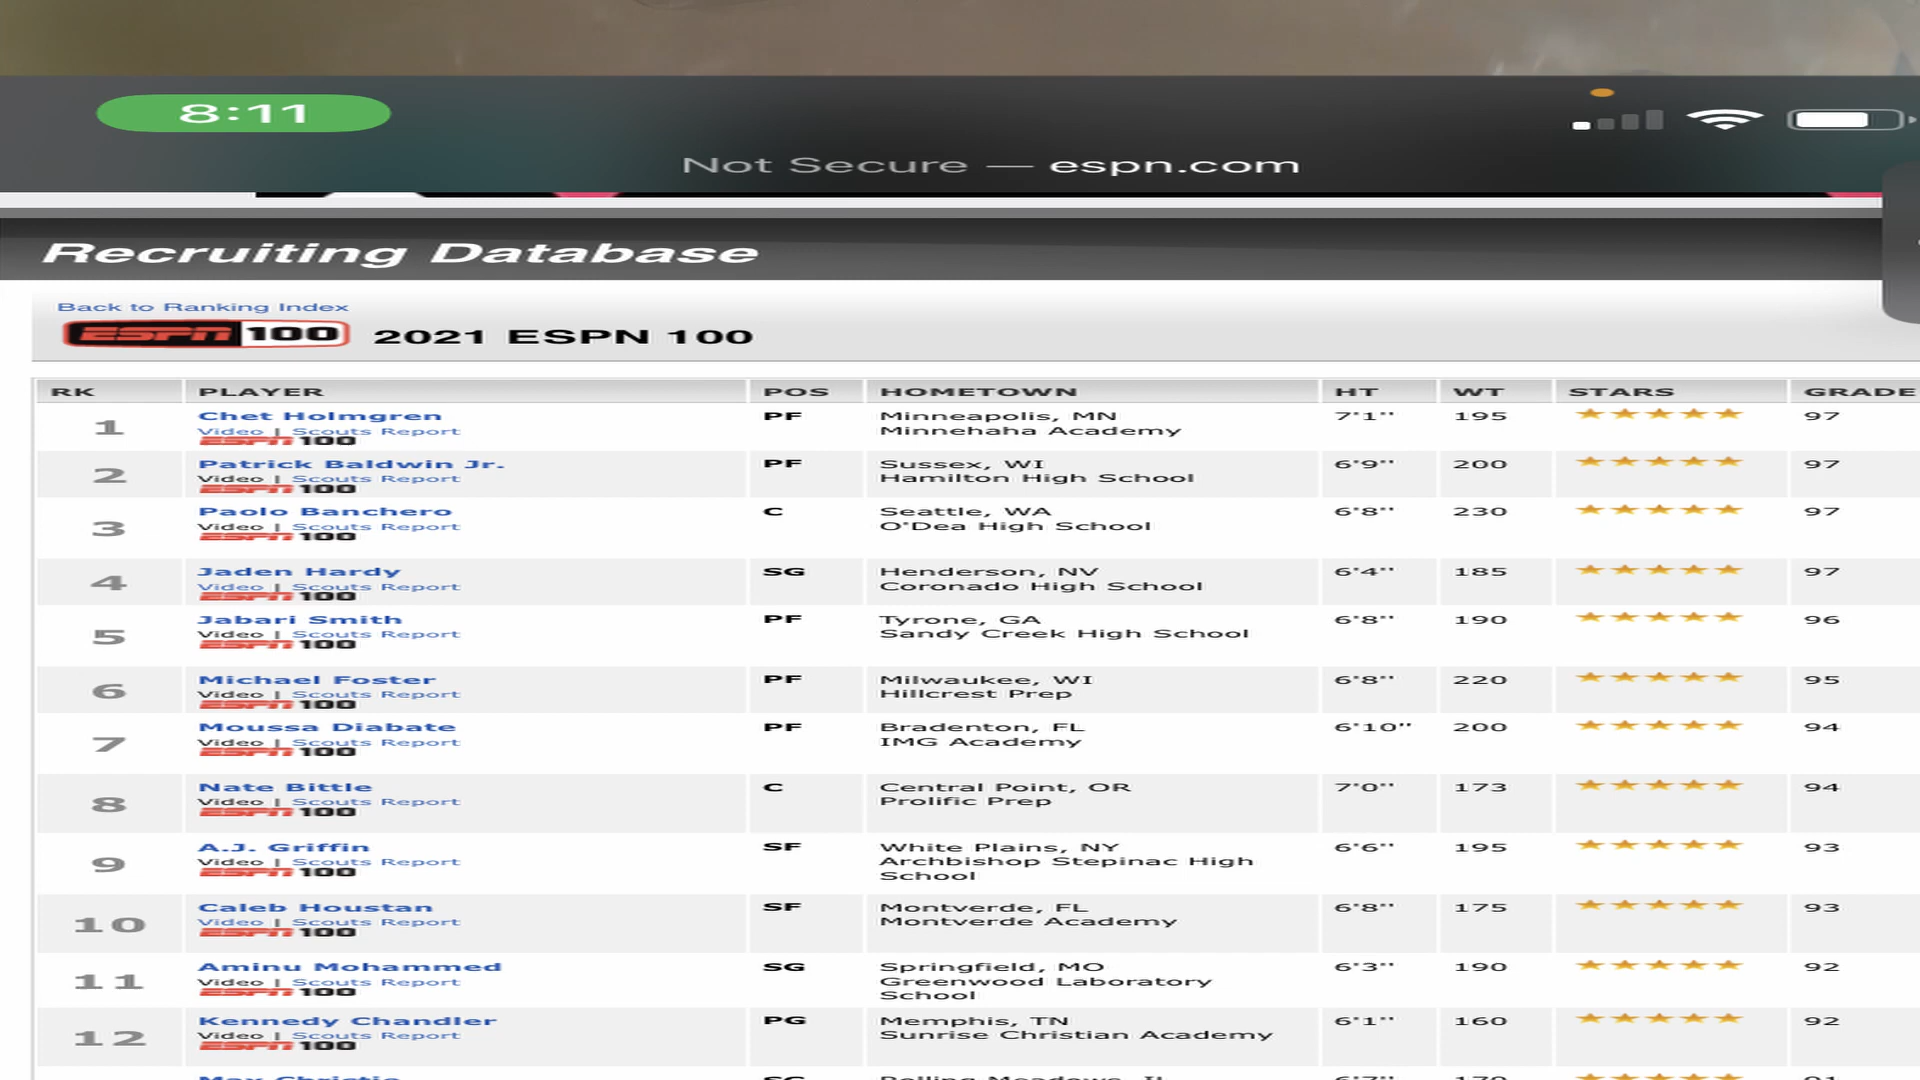 8:11
Not Secure — espn.com
Recruiting Database
Back to Ranking Index
ESPN 100 2021 ESPN 100
RK PLAYER POS HOMETOWN HT WT STARS GRADE
1 Chet Holmgren PF Minneapolis, MN 7'1'' 195 97
Video | Scouts Report Minnehaha Academy
ESPN 100
2 Patrick Baldwin Jr. PF Sussex, WI 6'9'' 200 97
Video | Scouts Report Hamilton High School
ESPN 100
3 Paolo Banchero C Seattle, WA 6'8'' 230 97
Video | Scouts Report O'Dea High School
ESPN 100
4 Jaden Hardy SG Henderson, NV 6'4'' 185 97
Video | Scouts Report Coronado High School
ESPN 100
5 Jabari Smith PF Tyrone, GA 6'8'' 190 96
Video | Scouts Report Sandy Creek High School
ESPN 100
6 Michael Foster PF Milwaukee, WI 6'8'' 220 95
Video | Scouts Report Hillcrest Prep
ESPN 100
7 Moussa Diabate PF Bradenton, FL 6'10'' 200 94
Video | Scouts Report IMG Academy
ESPN 100
8 Nate Bittle C Central Point, OR 7'0'' 173 94
Video | Scouts Report Prolific Prep
ESPN 100
9 A.J. Griffin SF White Plains, NY 6'6'' 195 93
Video | Scouts Report Archbishop Stepinac High
ESPN 100 School
10 Caleb Houstan SF Montverde, FL 6'8'' 175 93
Video | Scouts Report Montverde Academy
ESPN 100
11 Aminu Mohammed SG Springfield, MO 6'3'' 190 92
Video | Scouts Report Greenwood Laboratory
ESPN 100 School
12 Kennedy Chandler PG Memphis, TN 6'1'' 160 92
Video | Scouts Report Sunrise Christian Academy
ESPN 100